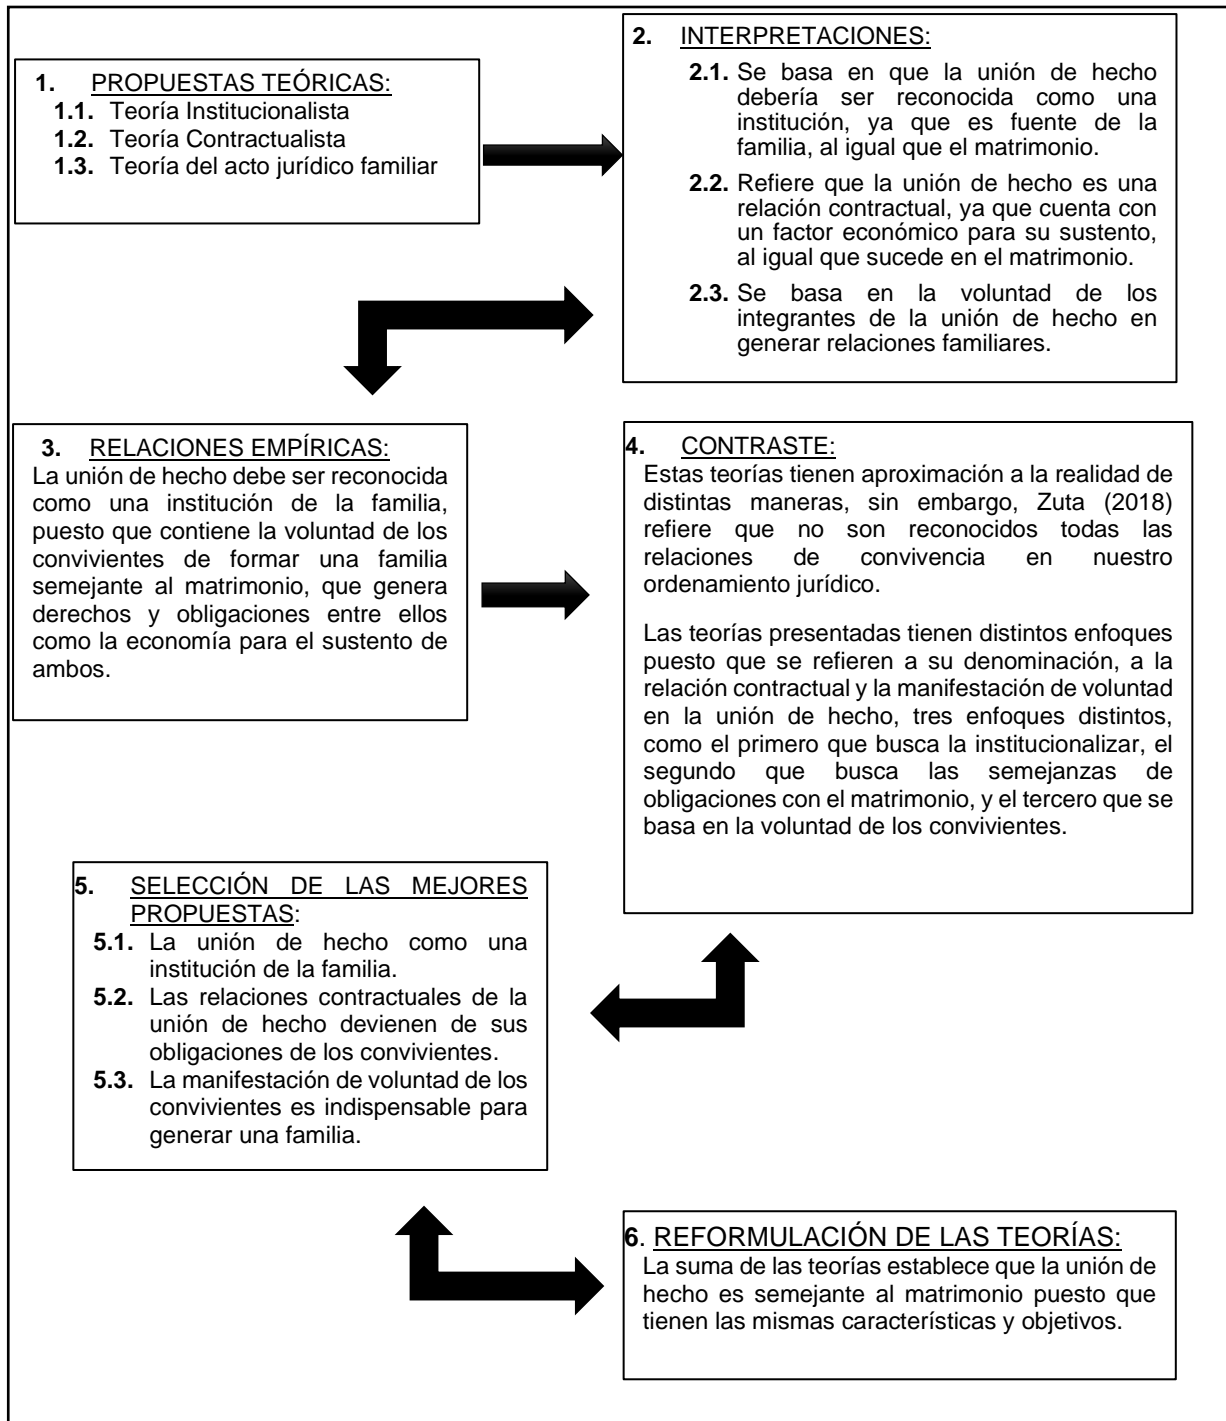 1. PROPUESTAS TEÓRICAS:
1.1. Teoría Institucionalista
1.2. Teoría Contractualista
1.3. Teoría del acto jurídico familiar
2. INTERPRETACIONES:
2.1. Se basa en que la unión de hecho
debería ser reconocida como una
institución, ya que es fuente de la
familia, al igual que el matrimonio.
2.2. Refiere que la unión de hecho es una
relación contractual, ya que cuenta con
un factor económico para su sustento,
al igual que sucede en el matrimonio.
2.3. Se basa en la voluntad de los
integrantes de la unión de hecho en
generar relaciones familiares.
3. RELACIONES EMPÍRICAS:
La unión de hecho debe ser reconocida
como una institución de la familia,
puesto que contiene la voluntad de los
convivientes de formar una familia
semejante al matrimonio, que genera
derechos y obligaciones entre ellos
como la economía para el sustento de
ambos.
4. CONTRASTE:
Estas teorías tienen aproximación a la realidad de
distintas maneras, sin embargo, Zuta (2018)
refiere que no son reconocidos todas las
relaciones de convivencia en nuestro
ordenamiento jurídico.
Las teorías presentadas tienen distintos enfoques
puesto que se refieren a su denominación, a la
relación contractual y la manifestación de voluntad
en la unión de hecho, tres enfoques distintos,
como el primero que busca la institucionalizar, el
segundo que busca las semejanzas de
obligaciones con el matrimonio, y el tercero que se
basa en la voluntad de los convivientes.
5. SELECCIÓN DE LAS MEJORES
PROPUESTAS:
5.1. La unión de hecho como una
institución de la familia.
5.2. Las relaciones contractuales de la
unión de hecho devienen de sus
obligaciones de los convivientes.
5.3. La manifestación de voluntad de los
convivientes es indispensable para
generar una familia.
6. REFORMULACIÓN DE LAS TEORÍAS:
La suma de las teorías establece que la unión de
hecho es semejante al matrimonio puesto que
tienen las mismas características y objetivos.